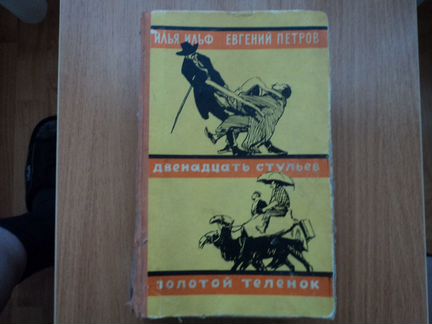 ИЛЬЯ ИЛЬФ ЕВГЕНИЙ ПЕТРОВ
ДВЕНАДЦАТЬ СТУЛЬЕВ
ЗОЛОТОЙ ТЕЛЕНОК